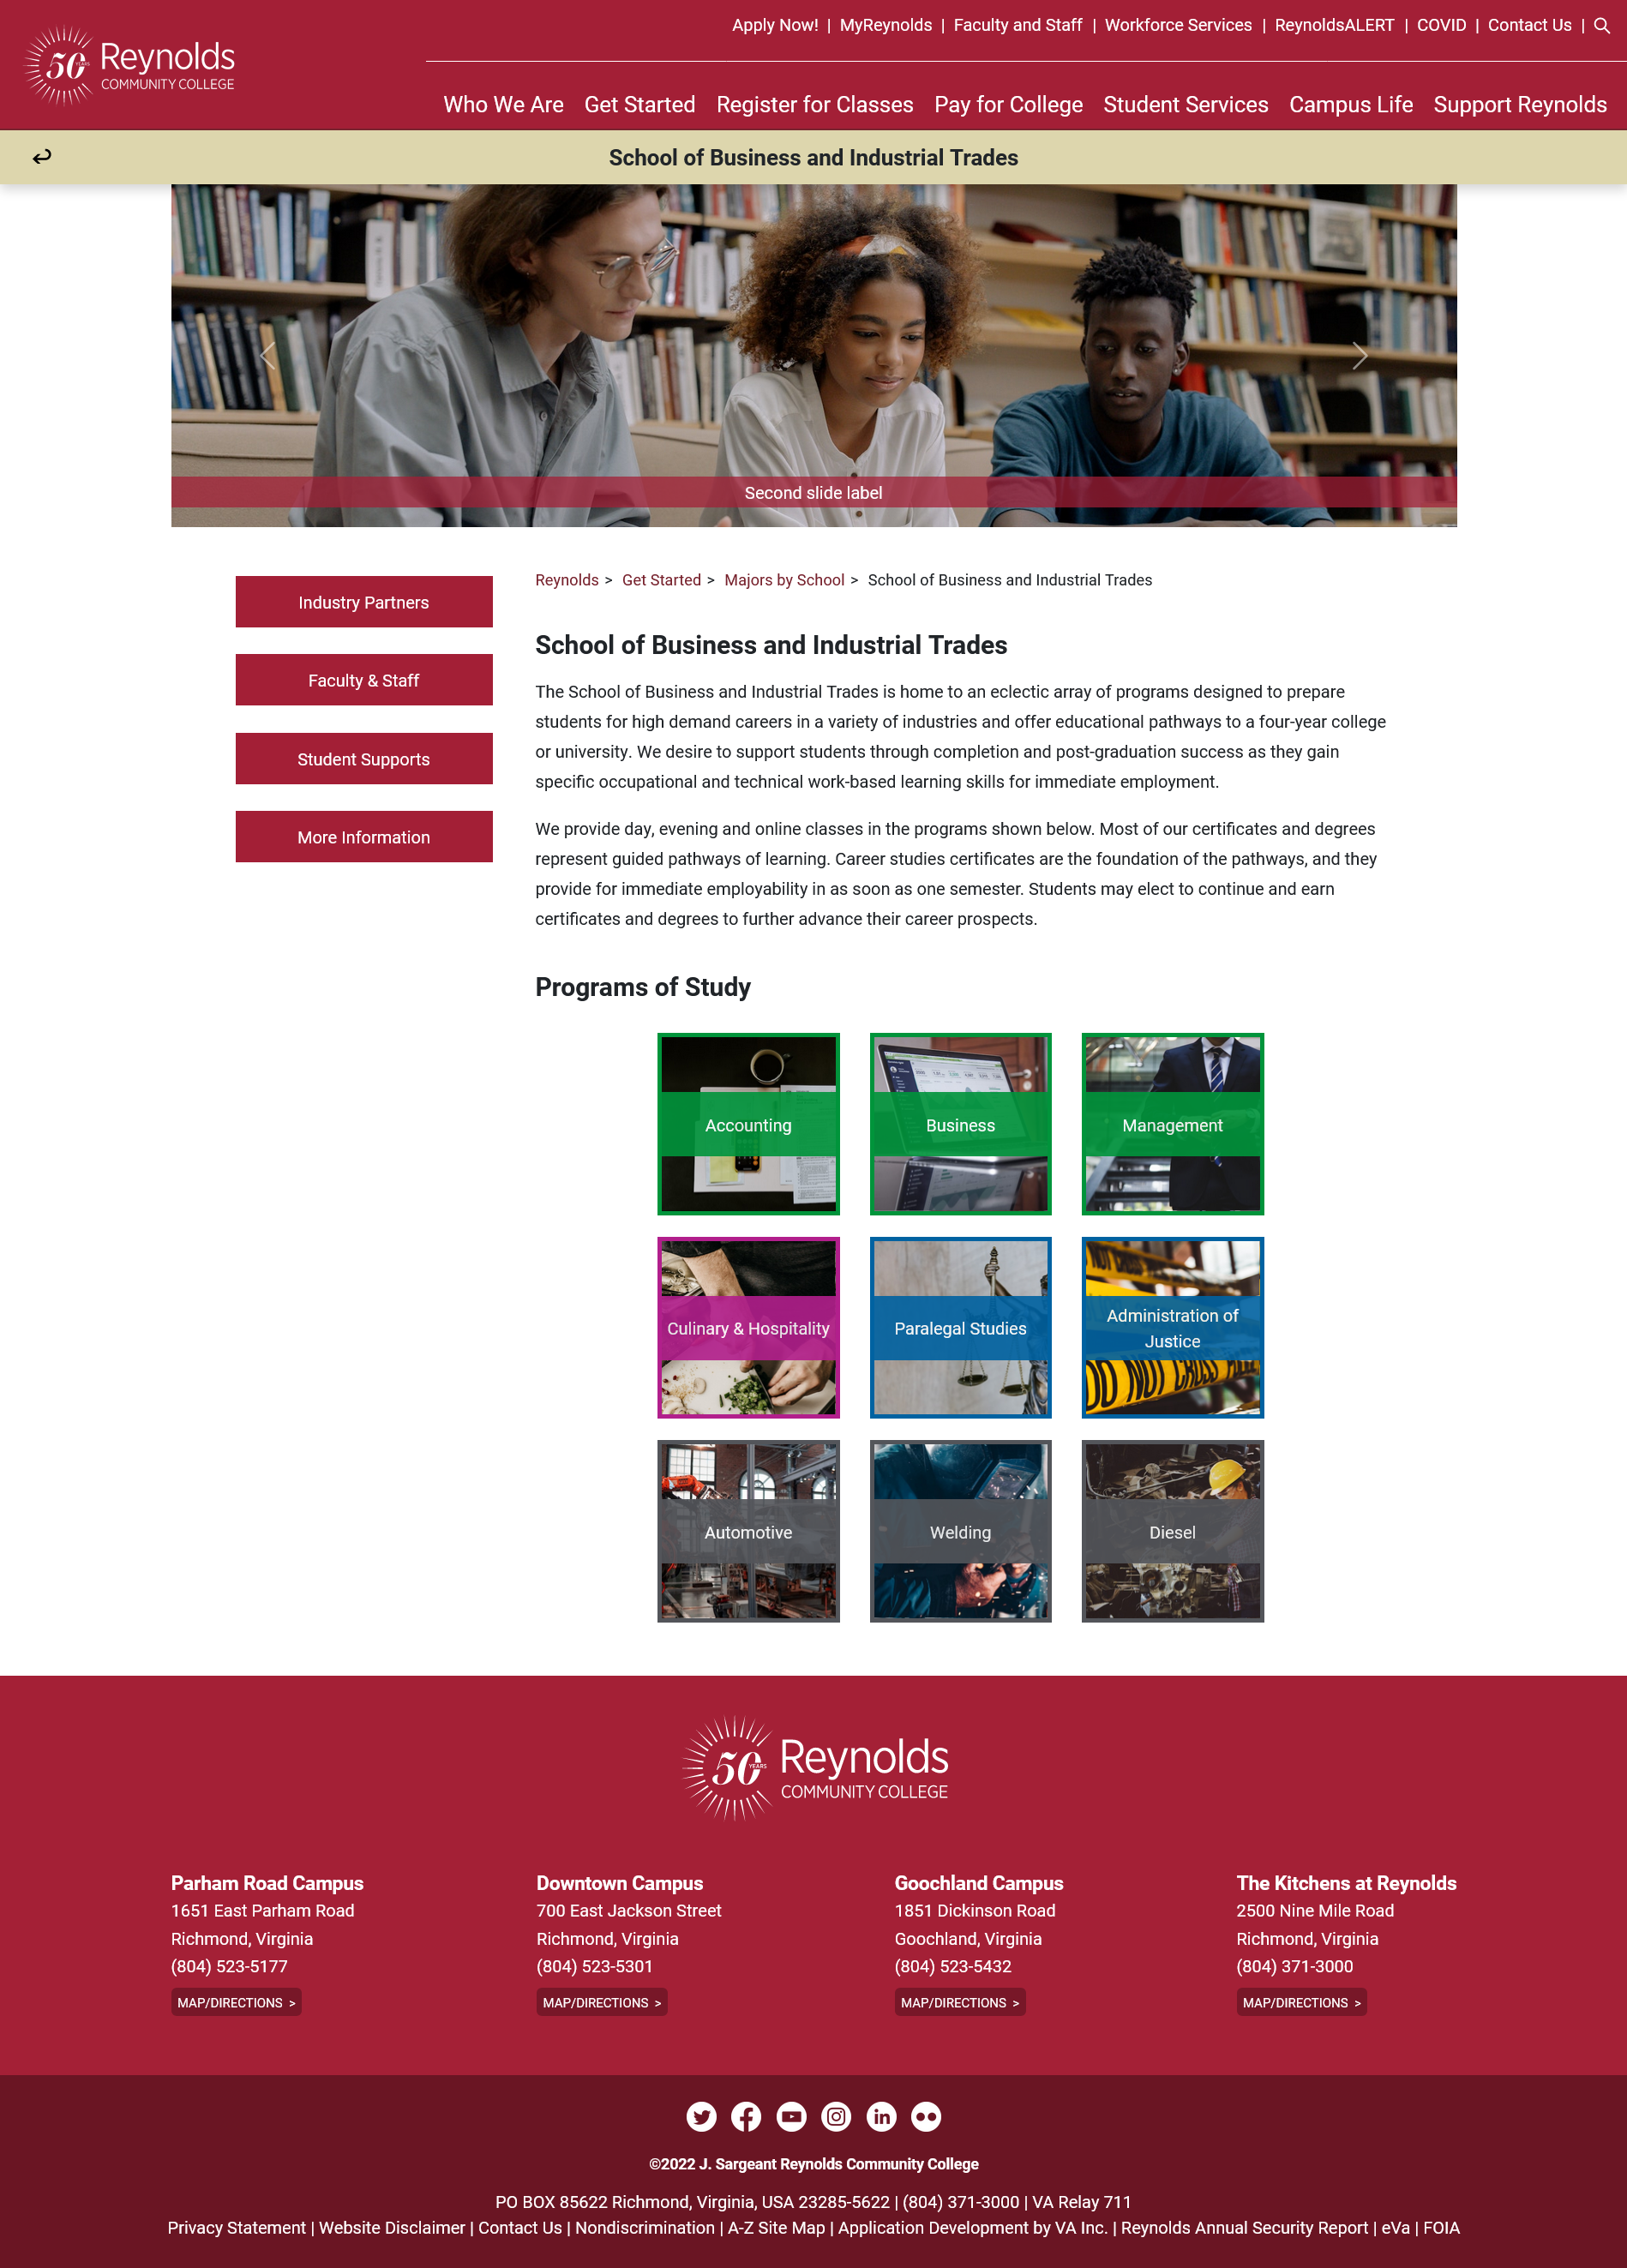 Apply Now! | MyReynolds | Faculty and Staff | Workforce Services | ReynoldsALERT | COVID | Contact Us |
50 YEARS
Reynolds
COMMUNITY COLLEGE
Who We Are Get Started Register for Classes Pay for College Student Services Campus Life Support Reynolds
School of Business and Industrial Trades
Second slide label
Industry Partners
Faculty & Staff
Student Supports
More Information
Reynolds > Get Started > Majors by School > School of Business and Industrial Trades
School of Business and Industrial Trades
The School of Business and Industrial Trades is home to an eclectic array of programs designed to prepare
students for high demand careers in a variety of industries and offer educational pathways to a four-year college
or university. We desire to support students through completion and post-graduation success as they gain
specific occupational and technical work-based learning skills for immediate employment.
We provide day, evening and online classes in the programs shown below. Most of our certificates and degrees
represent guided pathways of learning. Career studies certificates are the foundation of the pathways, and they
provide for immediate employability in as soon as one semester. Students may elect to continue and earn
certificates and degrees to further advance their career prospects.
Programs of Study
Accounting
Business
Management
Culinary & Hospitality
Paralegal Studies
NOT CROSS
Administration of
Justice
DO NOT CROSS
Automotive
Welding
Diesel
50 YEARS
Reynolds
COMMUNITY COLLEGE
Parham Road Campus
1651 East Parham Road
Richmond, Virginia
(804) 523-5177
MAP/DIRECTIONS >
Downtown Campus
700 East Jackson Street
Richmond, Virginia
(804) 523-5301
MAP/DIRECTIONS >
Goochland Campus
1851 Dickinson Road
Goochland, Virginia
(804) 523-5432
MAP/DIRECTIONS >
The Kitchens at Reynolds
2500 Nine Mile Road
Richmond, Virginia
(804) 371-3000
MAP/DIRECTIONS >
©2022 J. Sargeant Reynolds Community College
PO BOX 85622 Richmond, Virginia, USA 23285-5622 | (804) 371-3000 | VA Relay 711
Privacy Statement | Website Disclaimer | Contact Us | Nondiscrimination | A-Z Site Map | Application Development by VA Inc. | Reynolds Annual Security Report | eVa | FOIA